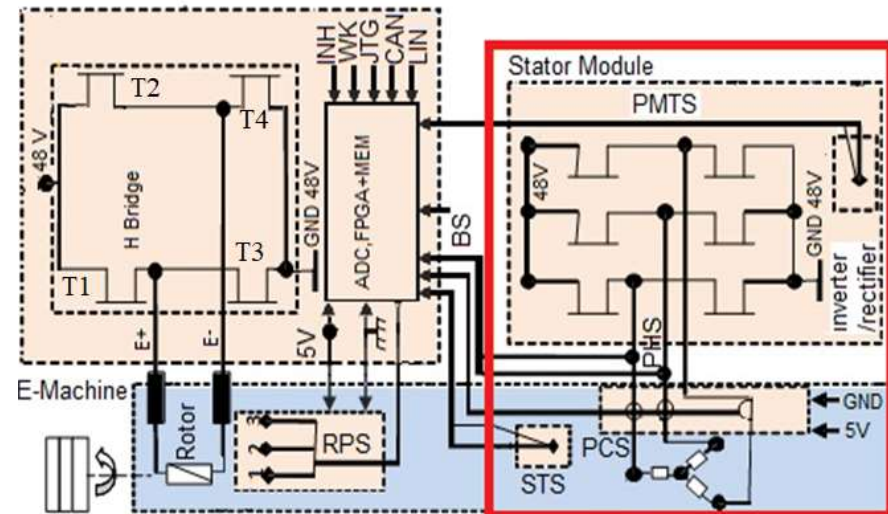 INH
WK
JTG
CAN
LIN
Stator Module
PMTS
T2
T4
48 V
H Bridge
GND 48V
T1
T3
ADC,FPGA+MEM
BS
48V
GND 48V
inverter
/rectifier
E+
E-
5V
PHS
E-Machine
Rotor
3
2
1
RPS
STS
PCS
GND
5V